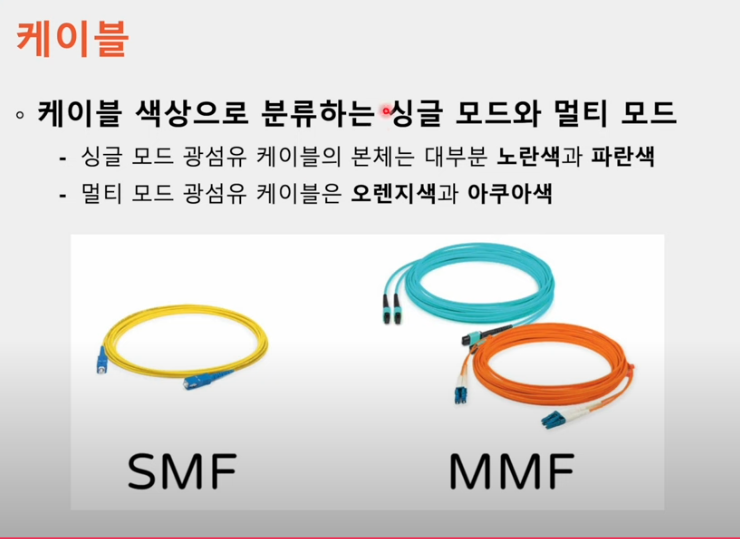 케이블
◦ 케이블 색상으로 분류하는 싱글 모드와 멀티 모드
- 싱글 모드 광섬유 케이블의 본체는 대부분 노란색과 파란색
- 멀티 모드 광섬유 케이블은 오렌지색과 아쿠아색
SMF
MMF